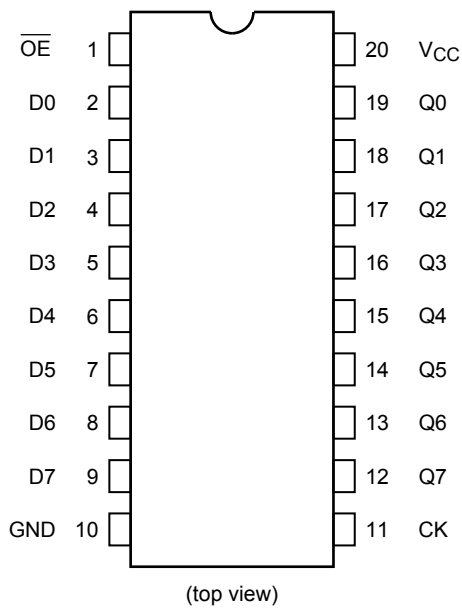 O̅E̅ 1 20 VCC
D0 2 19 Q0
D1 3 18 Q1
D2 4 17 Q2
D3 5 16 Q3
D4 6 15 Q4
D5 7 14 Q5
D6 8 13 Q6
D7 9 12 Q7
GND 10 11 CK
(top view)